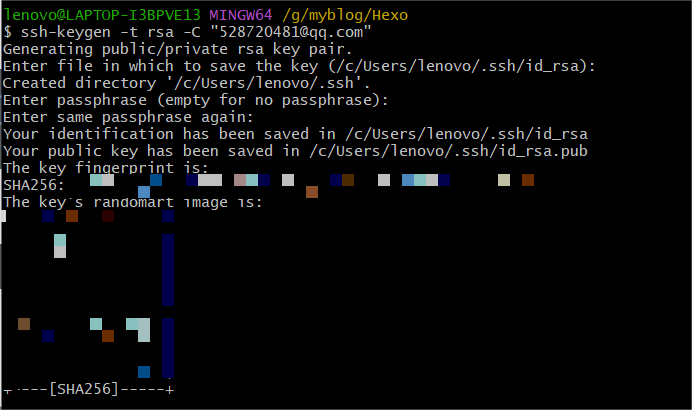 lenovo@LAPTOP-I3BPVE13 MINGW64 /g/myblog/Hexo
$ ssh-keygen -t rsa -C "528720481@qq.com"
Generating public/private rsa key pair.
Enter file in which to save the key (/c/Users/lenovo/.ssh/id_rsa):
Created directory '/c/Users/lenovo/.ssh'.
Enter passphrase (empty for no passphrase):
Enter same passphrase again:
Your identification has been saved in /c/Users/lenovo/.ssh/id_rsa
Your public key has been saved in /c/Users/lenovo/.ssh/id_rsa.pub
The key fingerprint is:
SHA256:
The key's randomart image is:
+----[SHA256]-----+